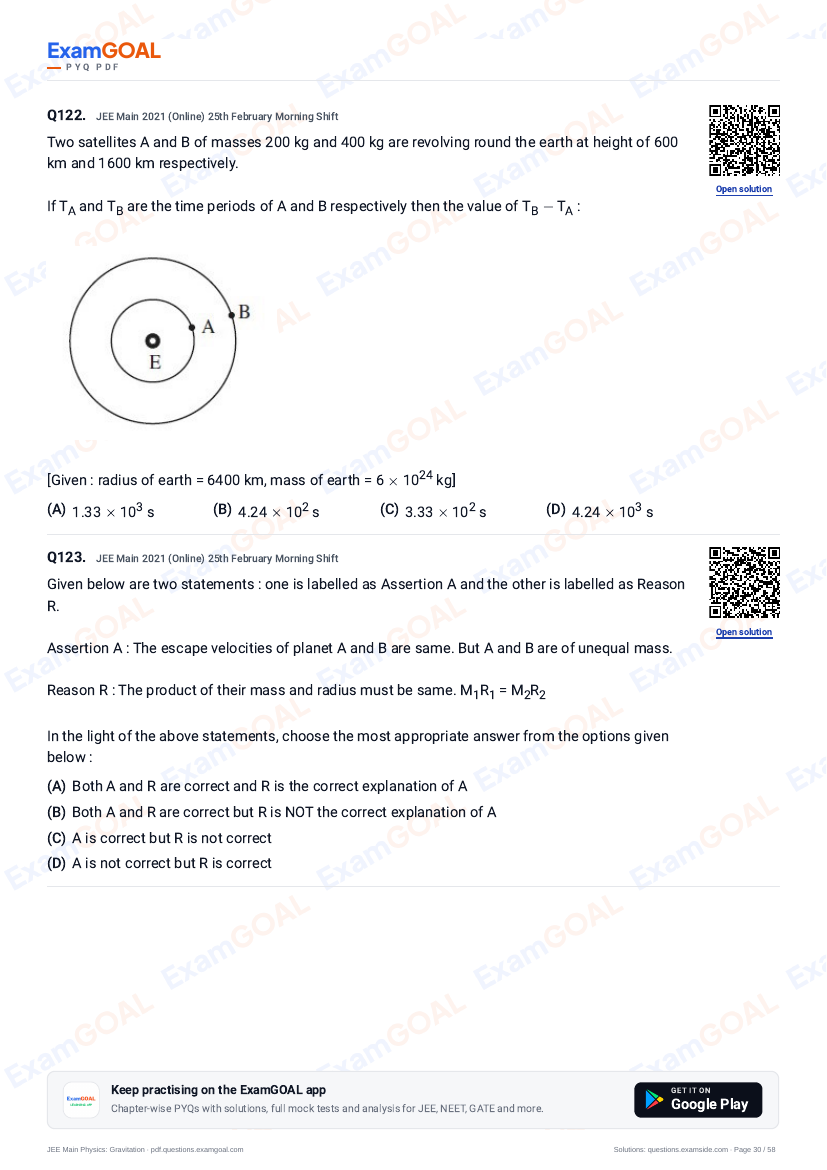 ExamGOAL
PYQ PDF
Q122. JEE Main 2021 (Online) 25th February Morning Shift
Two satellites A and B of masses 200 kg and 400 kg are revolving round the earth at height of 600
km and 1600 km respectively.
Open solution
If T_A and T_B are the time periods of A and B respectively then the value of T_B − T_A :
B
A
E
[Given : radius of earth = 6400 km, mass of earth = 6 × 10^24 kg]
(A) 1.33 × 10^3 s (B) 4.24 × 10^2 s (C) 3.33 × 10^2 s (D) 4.24 × 10^3 s
Q123. JEE Main 2021 (Online) 25th February Morning Shift
Given below are two statements : one is labelled as Assertion A and the other is labelled as Reason
R.
Open solution
Assertion A : The escape velocities of planet A and B are same. But A and B are of unequal mass.
Reason R : The product of their mass and radius must be same. M_1R_1 = M_2R_2
In the light of the above statements, choose the most appropriate answer from the options given
below :
(A) Both A and R are correct and R is the correct explanation of A
(B) Both A and R are correct but R is NOT the correct explanation of A
(C) A is correct but R is not correct
(D) A is not correct but R is correct
ExamGOAL
Keep practising on the ExamGOAL app
Chapter-wise PYQs with solutions, full mock tests and analysis for JEE, NEET, GATE and more.
GET IT ON
Google Play
JEE Main Physics: Gravitation · pdf.questions.examgoal.com
Solutions: questions.examside.com · Page 30 / 58